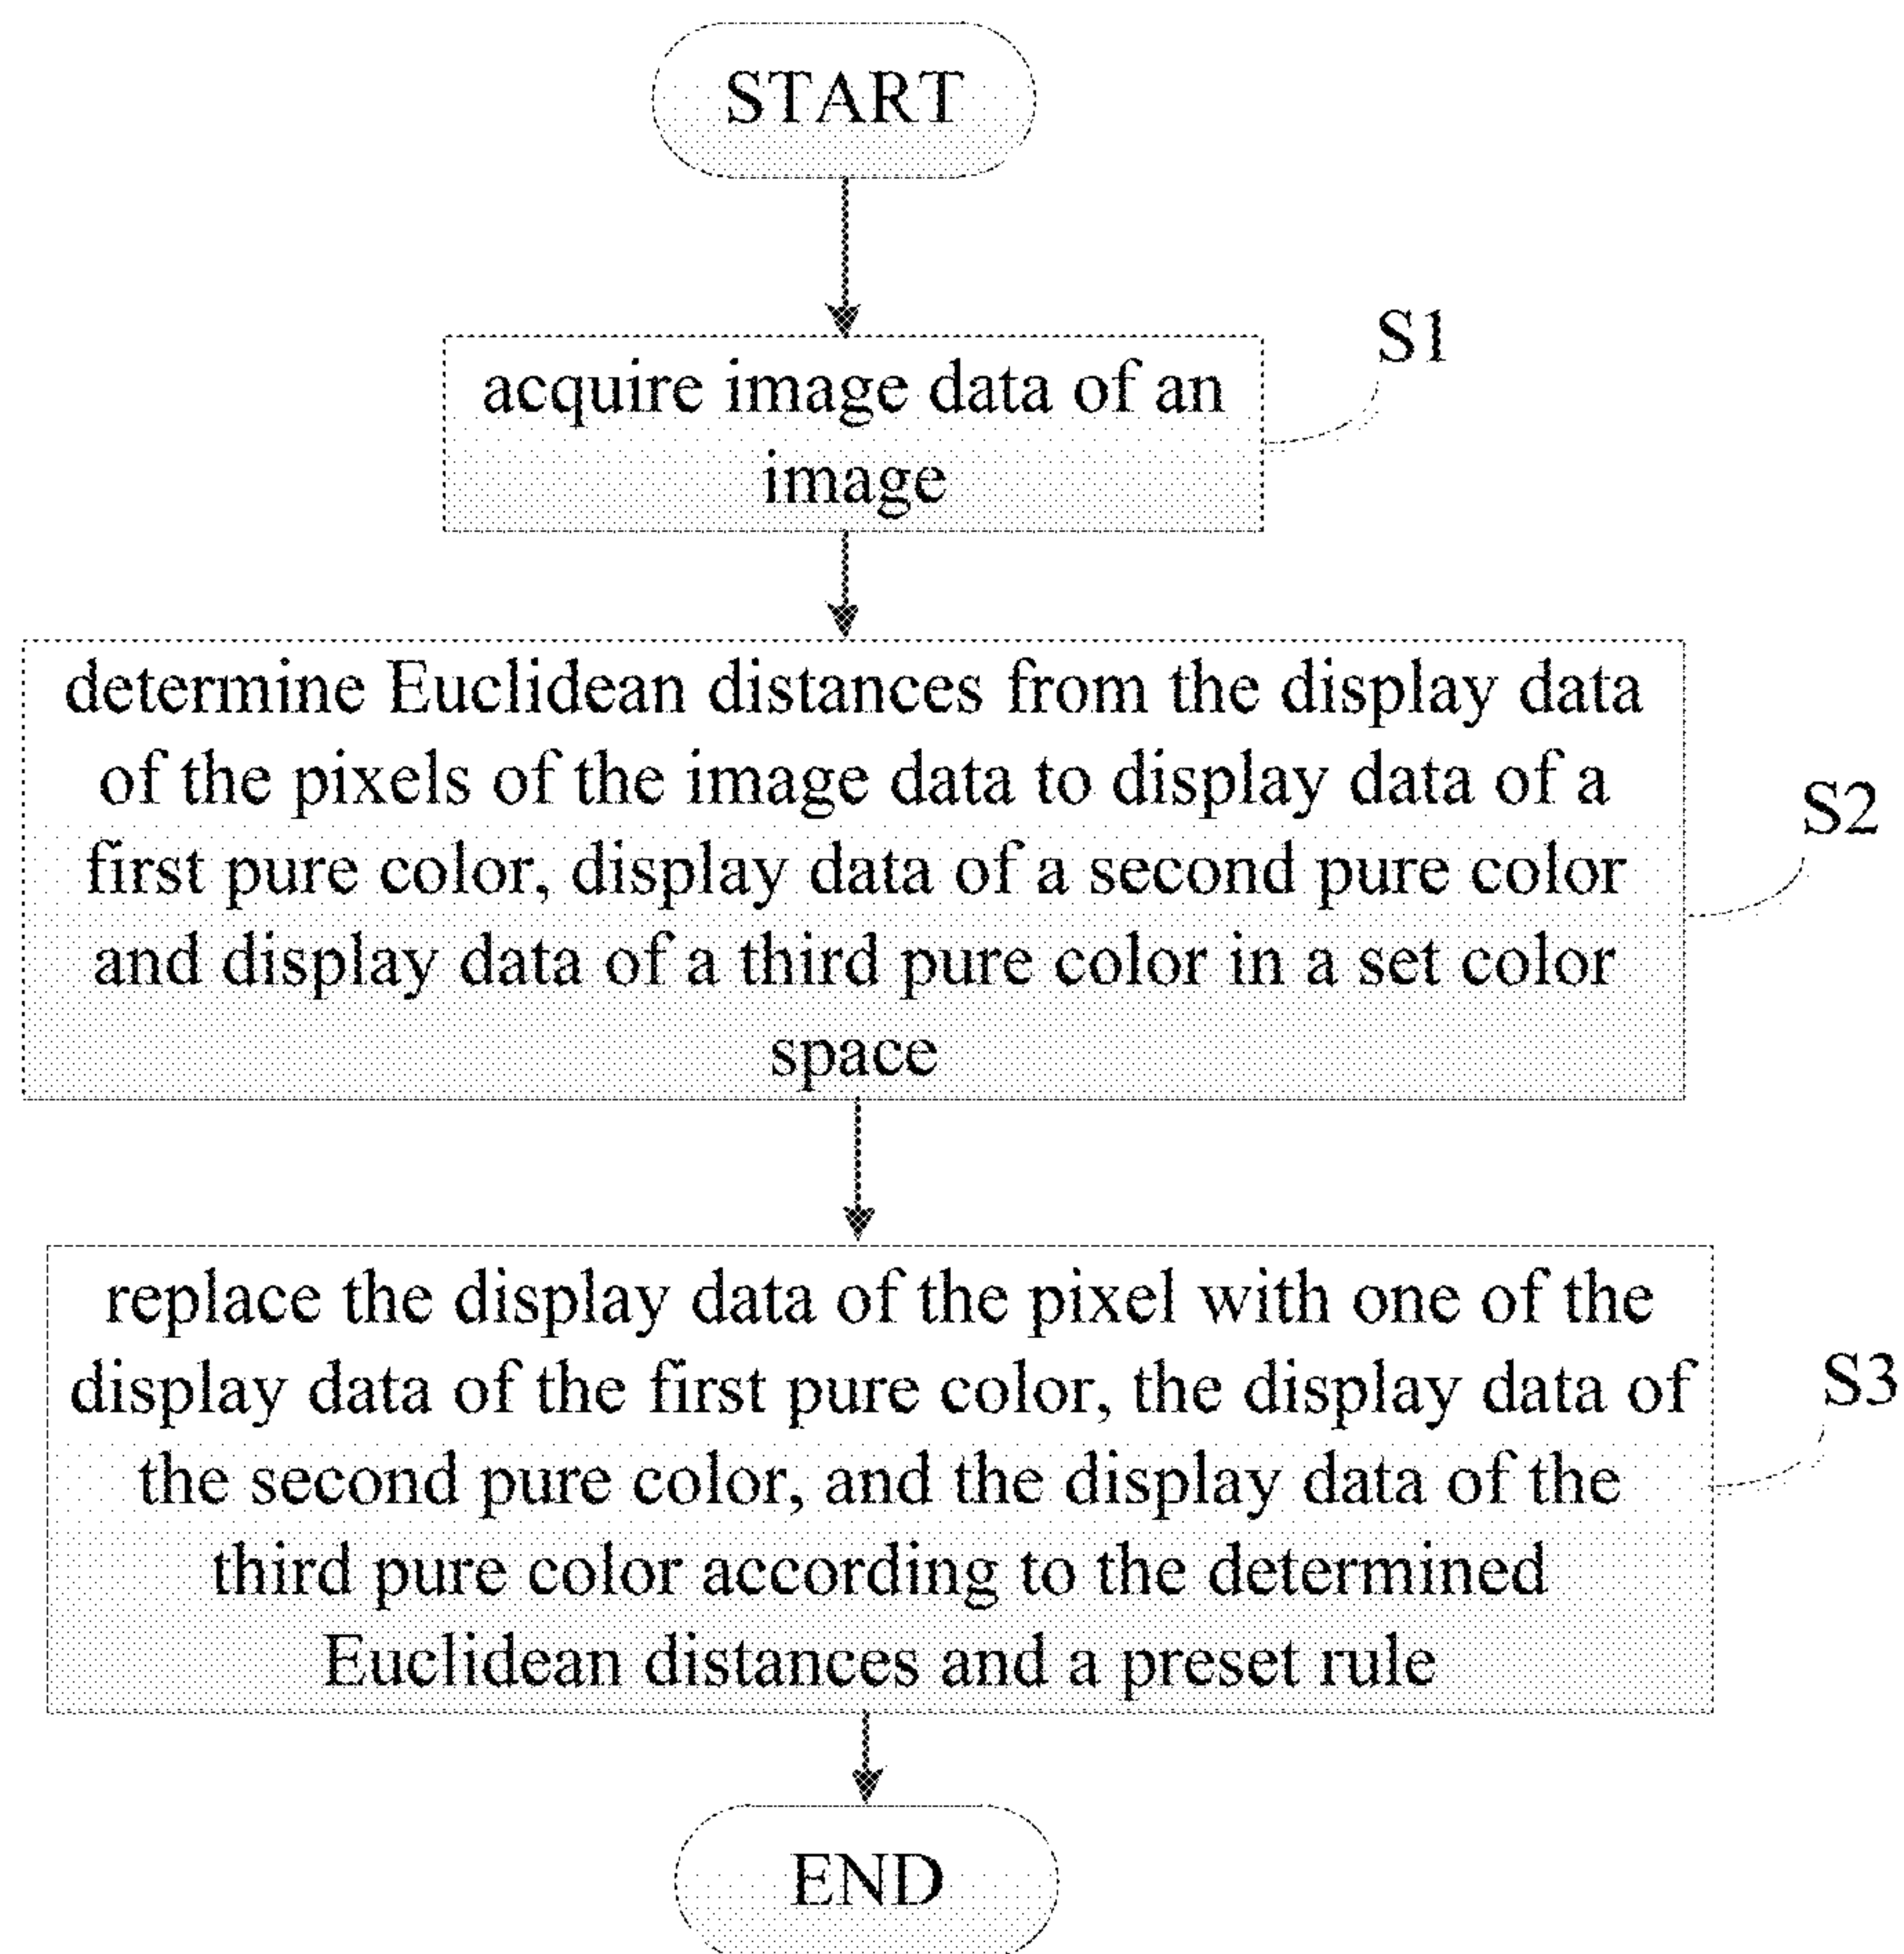 START
acquire image data of an
image
S1
determine Euclidean distances from the display data
of the pixels of the image data to display data of a
first pure color, display data of a second pure color
and display data of a third pure color in a set color
space
S2
replace the display data of the pixel with one of the
display data of the first pure color, the display data of
the second pure color, and the display data of the
third pure color according to the determined
Euclidean distances and a preset rule
S3
END